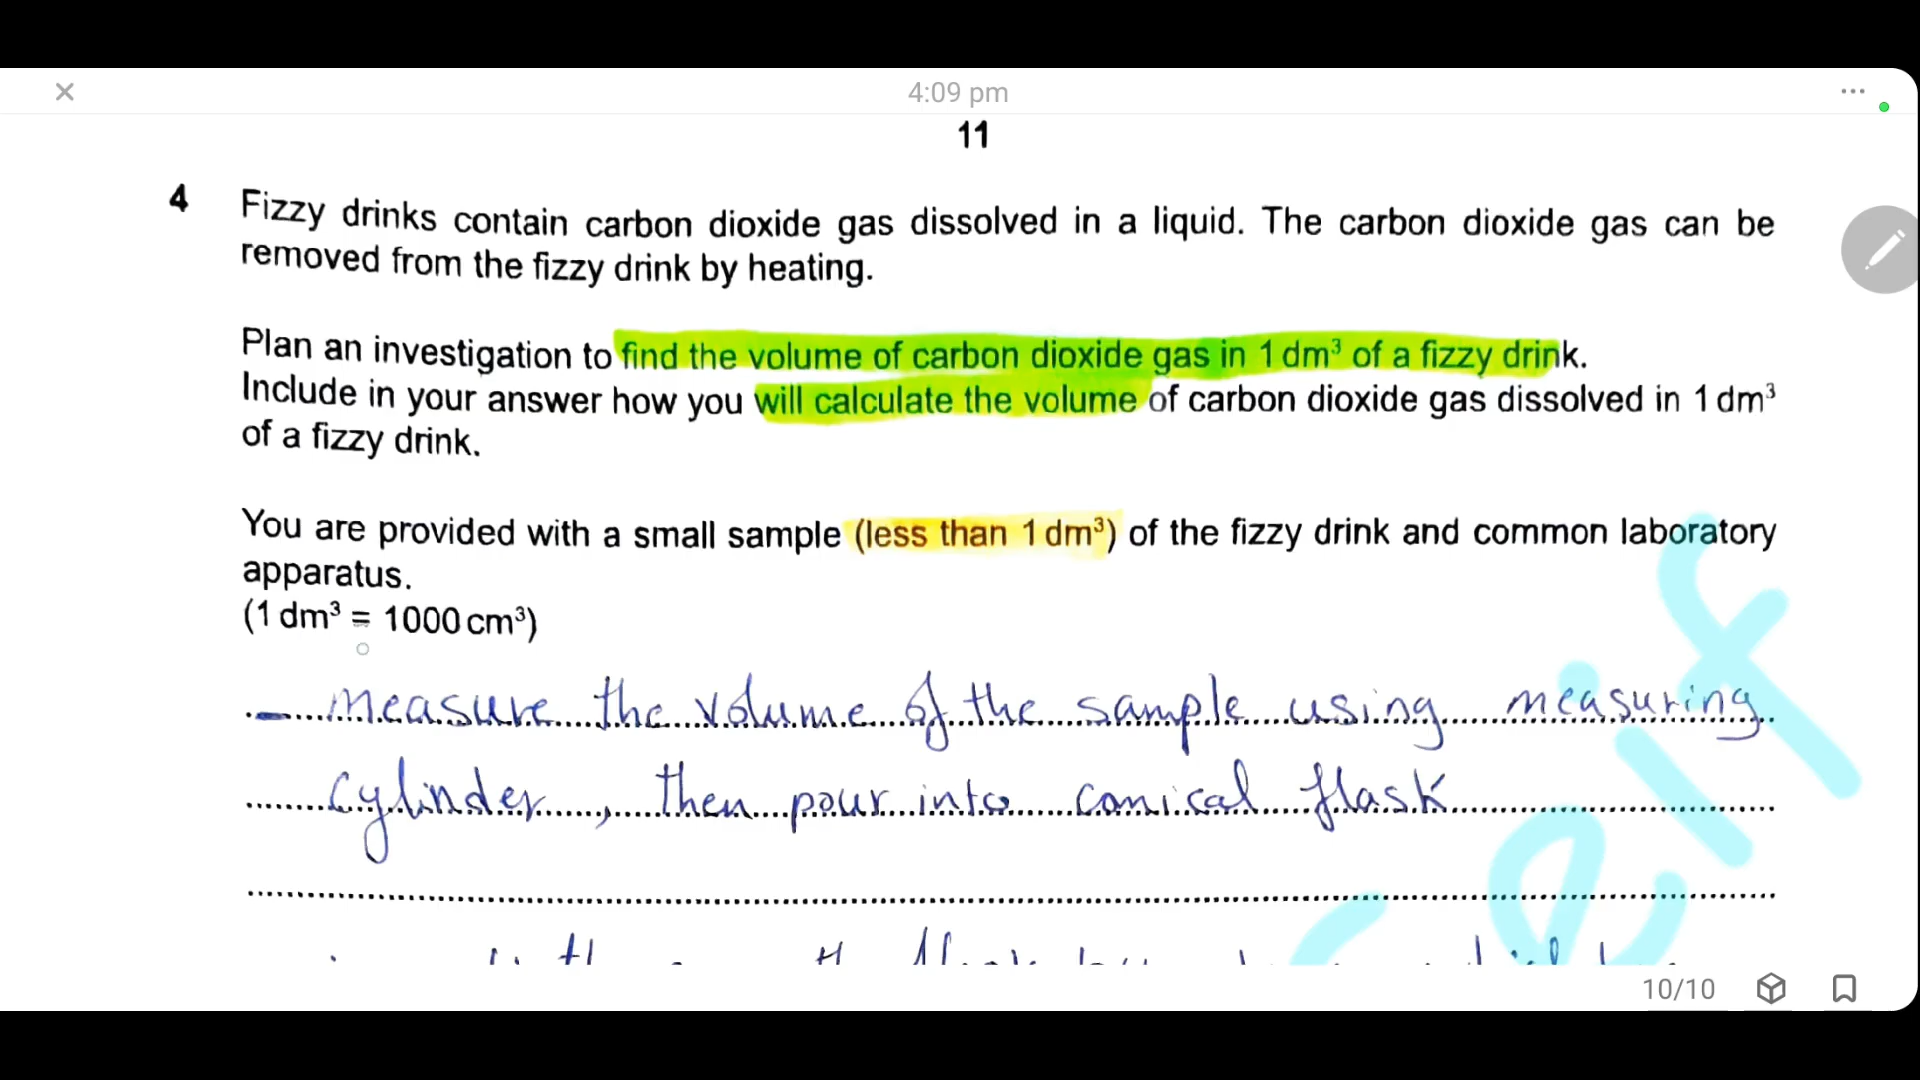 4:09 pm
11
4 Fizzy drinks contain carbon dioxide gas dissolved in a liquid. The carbon dioxide gas can be
removed from the fizzy drink by heating.
Plan an investigation to find the volume of carbon dioxide gas in 1 dm³ of a fizzy drink.
Include in your answer how you will calculate the volume of carbon dioxide gas dissolved in 1 dm³
of a fizzy drink.
You are provided with a small sample (less than 1 dm³) of the fizzy drink and common laboratory
apparatus.
(1 dm³ = 1000 cm³)
- measure the volume of the sample using measuring
cylinder, then pour into conical flask
10/10